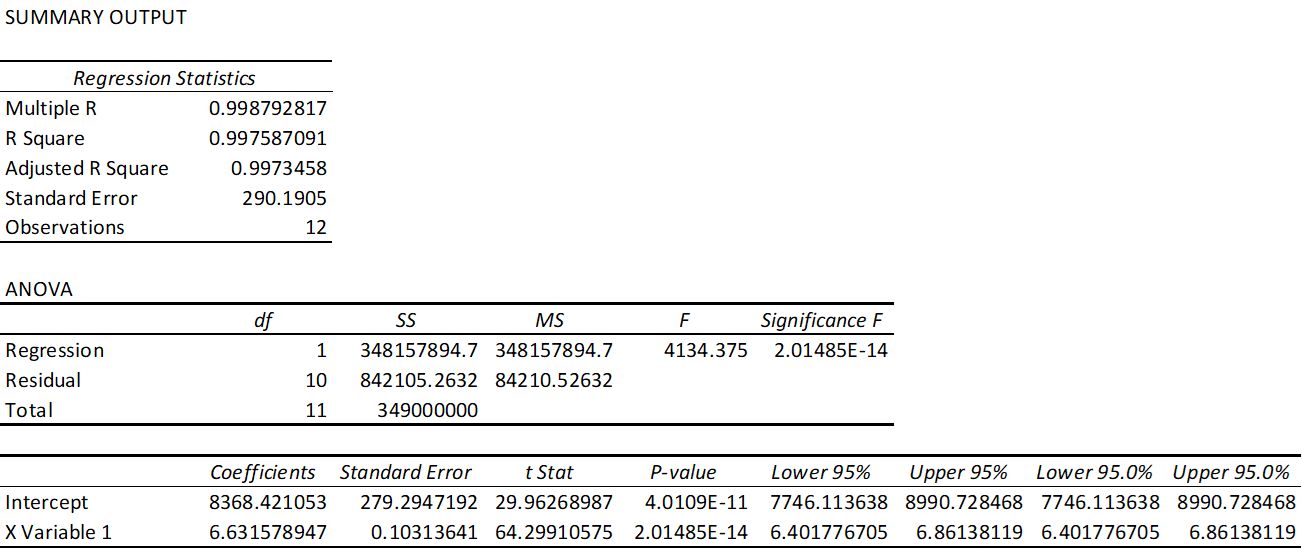 SUMMARY OUTPUT
Regression Statistics
Multiple R 0.998792817
R Square 0.997587091
Adjusted R Square 0.9973458
Standard Error 290.1905
Observations 12
ANOVA
df SS MS F Significance F
Regression 1 348157894.7 348157894.7 4134.375 2.01485E-14
Residual 10 842105.2632 84210.52632
Total 11 349000000
Coefficients Standard Error t Stat P-value Lower 95% Upper 95% Lower 95.0% Upper 95.0%
Intercept 8368.421053 279.2947192 29.96268987 4.0109E-11 7746.113638 8990.728468 7746.113638 8990.728468
X Variable 1 6.631578947 0.10313641 64.29910575 2.01485E-14 6.401776705 6.86138119 6.401776705 6.86138119